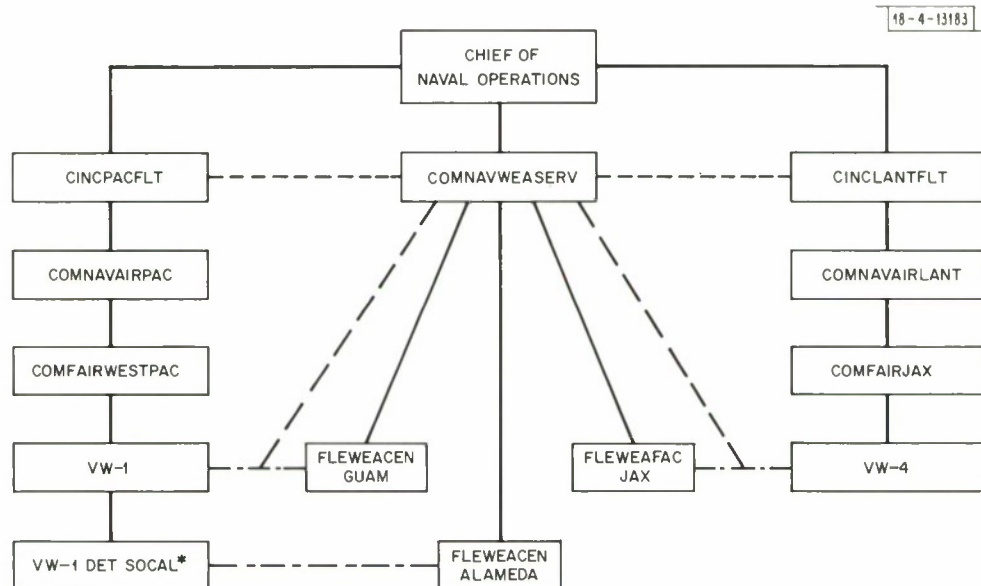 18-4-13183
CHIEF OF
NAVAL OPERATIONS
CINCPACFLT
COMNAVWEASERV
CINCLANTFLT
COMNAVAIRPAC
COMNAVAIRLANT
COMFAIRWESTPAC
COMFAIRJAX
VW-1
FLEWEACEN
GUAM
FLEWEAFAC
JAX
VW-4
VW-1 DET SOCAL*
FLEWEACEN
ALAMEDA